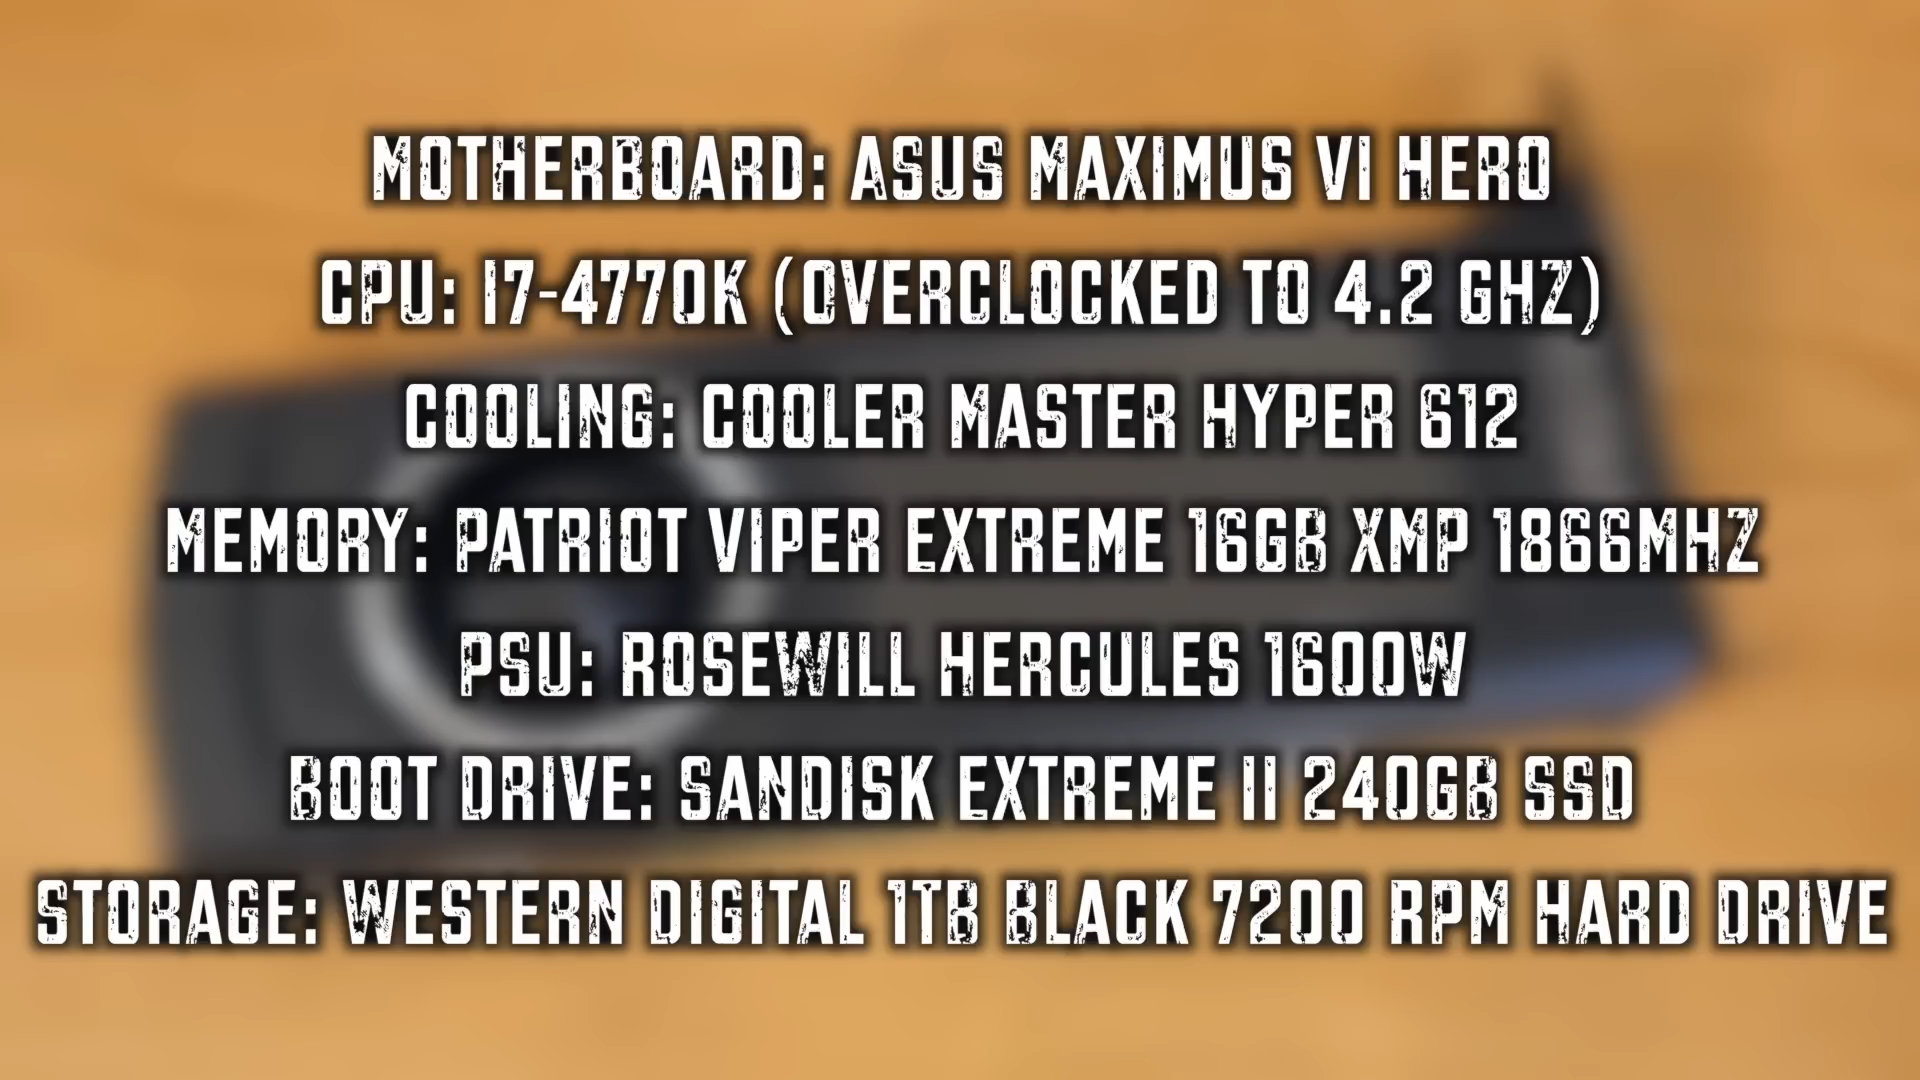 MOTHERBOARD: ASUS MAXIMUS VI HERO
CPU: I7-4770K (OVERCLOCKED TO 4.2 GHZ)
COOLING: COOLER MASTER HYPER 612
MEMORY: PATRIOT VIPER EXTREME 16GB XMP 1866MHZ
PSU: ROSEWILL HERCULES 1600W
BOOT DRIVE: SANDISK EXTREME II 240GB SSD
STORAGE: WESTERN DIGITAL 1TB BLACK 7200 RPM HARD DRIVE